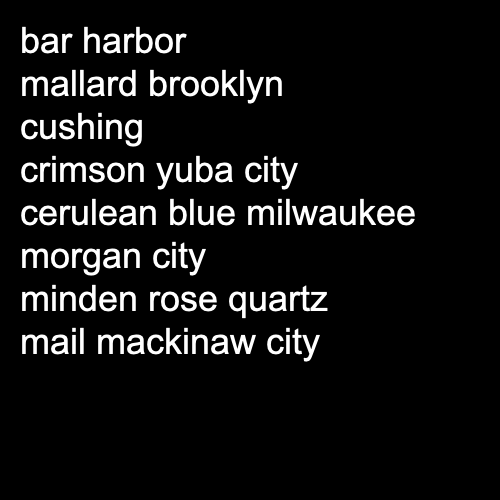 bar harbor
mallard brooklyn
cushing
crimson yuba city
cerulean blue milwaukee
morgan city
minden rose quartz
mail mackinaw city